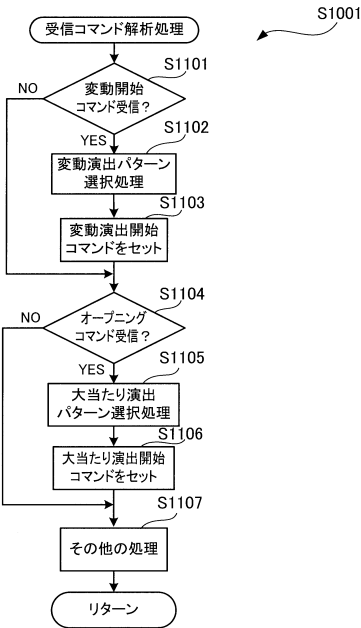 S1001
受信コマンド解析処理
S1101
NO
変動開始
コマンド受信？
YES
S1102
変動演出パターン
選択処理
S1103
変動演出開始
コマンドをセット
S1104
NO
オープニング
コマンド受信？
YES
S1105
大当たり演出
パターン選択処理
S1106
大当たり演出開始
コマンドをセット
S1107
その他の処理
リターン